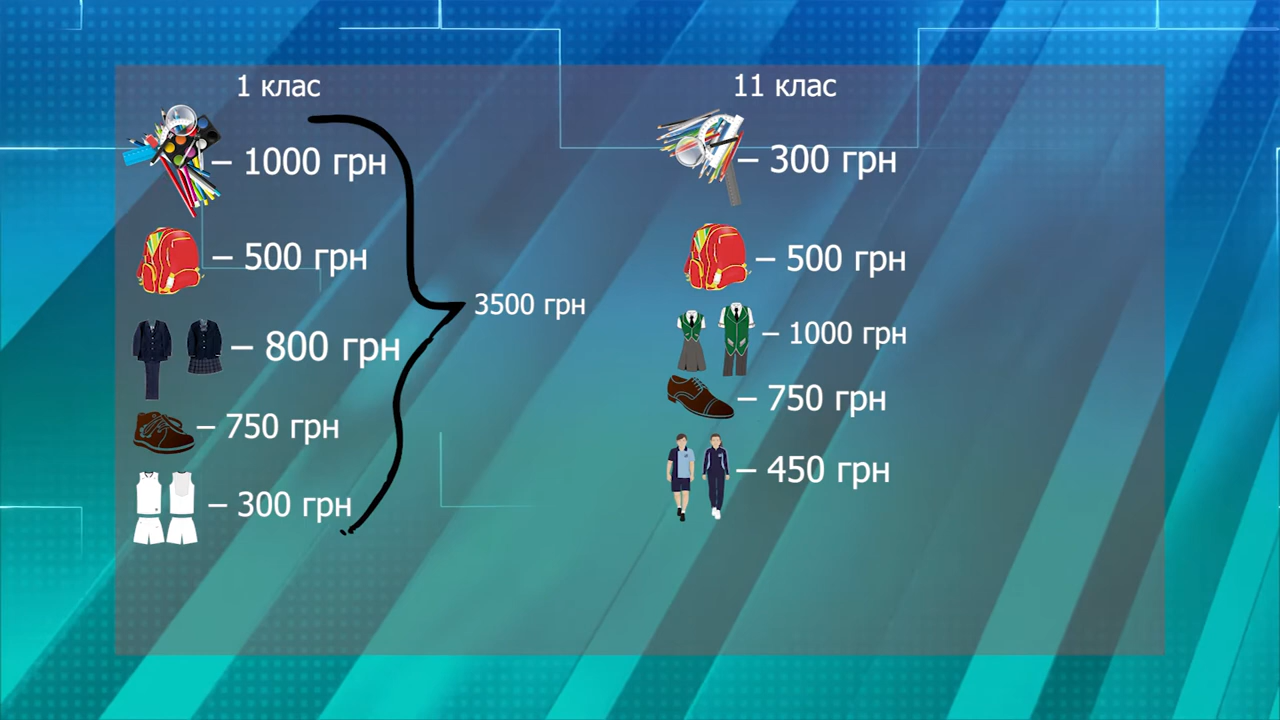 1 клас
– 1000 грн
– 500 грн
– 800 грн
– 750 грн
– 300 грн
3500 грн
11 клас
– 300 грн
– 500 грн
– 1000 грн
– 750 грн
– 450 грн